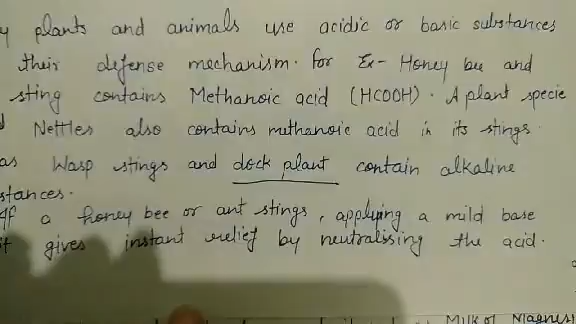 y plants and animals use acidic or basic substances
their defense mechanism. for Ex- Honey bee and
sting contains Methanoic acid (HCOOH). A plant specie
d Nettles also contains methanoic acid in its stings.
as Wasp stings and dock plant contain alkaline
stances.
If a honey bee or ant stings, applying a mild base
it gives instant relief by neutralising the acid.
Milk of Magnesi